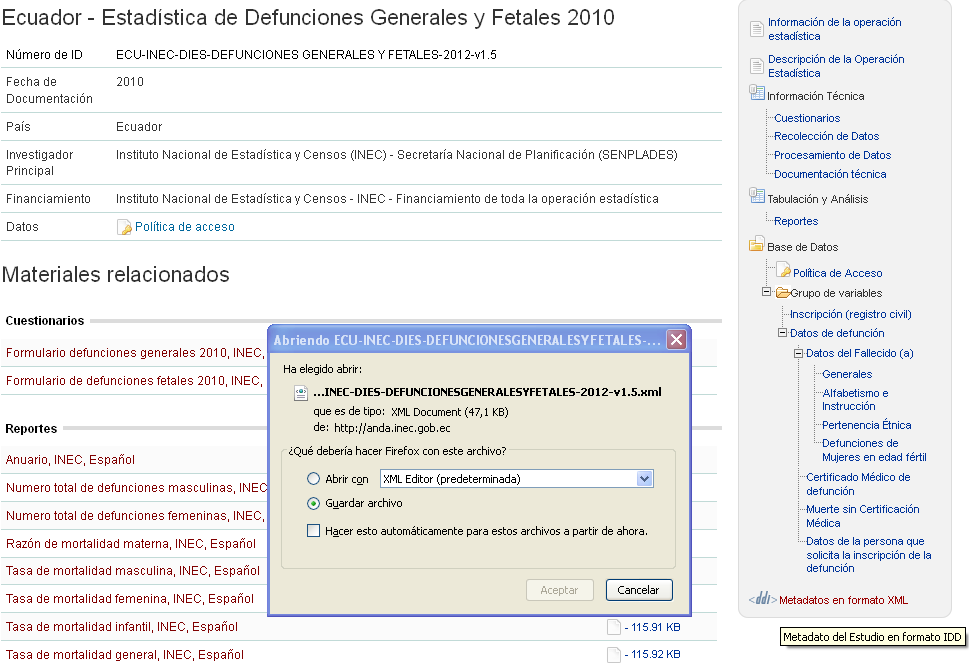 Ecuador - Estadística de Defunciones Generales y Fetales 2010
Número de ID ECU-INEC-DIES-DEFUNCIONES GENERALES Y FETALES-2012-v1.5
Fecha de Documentación 2010
País Ecuador
Investigador Principal Instituto Nacional de Estadística y Censos (INEC) - Secretaría Nacional de Planificación (SENPLADES)
Financiamiento Instituto Nacional de Estadística y Censos - INEC - Financiamiento de toda la operación estadística
Datos Política de acceso
Materiales relacionados
Cuestionarios
Formulario defunciones generales 2010, INEC,
Formulario de defunciones fetales 2010, INEC,
Reportes
Anuario, INEC, Español
Numero total de defunciones masculinas, INEC
Numero total de defunciones femeninas, INEC,
Razón de mortalidad materna, INEC, Español
Tasa de mortalidad masculina, INEC, Español
Tasa de mortalidad femenina, INEC, Español
Tasa de mortalidad infantil, INEC, Español - 115.91 KB
Tasa de mortalidad general, INEC, Español - 115.92 KB
Abriendo ECU-INEC-DIES-DEFUNCIONESGENERALESYFETALES-...
Ha elegido abrir:
...INEC-DIES-DEFUNCIONESGENERALESYFETALES-2012-v1.5.xml
que es de tipo: XML Document (47,1 KB)
de: http://anda.inec.gob.ec
¿Qué debería hacer Firefox con este archivo?
Abrir con XML Editor (predeterminada)
Guardar archivo
Hacer esto automáticamente para estos archivos a partir de ahora.
Aceptar Cancelar
Información de la operación
estadística
Descripción de la Operación
Estadística
Información Técnica
Cuestionarios
Recolección de Datos
Procesamiento de Datos
Documentación técnica
Tabulación y Análisis
Reportes
Base de Datos
Política de Acceso
Grupo de variables
Inscripción (registro civil)
Datos de defunción
Datos del Fallecido (a)
Generales
Alfabetismo e
Instrucción
Pertenencia Étnica
Defunciones de
Mujeres en edad fértil
Certificado Médico de
defunción
Muerte sin Certificación
Médica
Datos de la persona que
solicita la inscripción de la
defunción
<ddi> Metadatos en formato XML
Metadato del Estudio en formato IDD